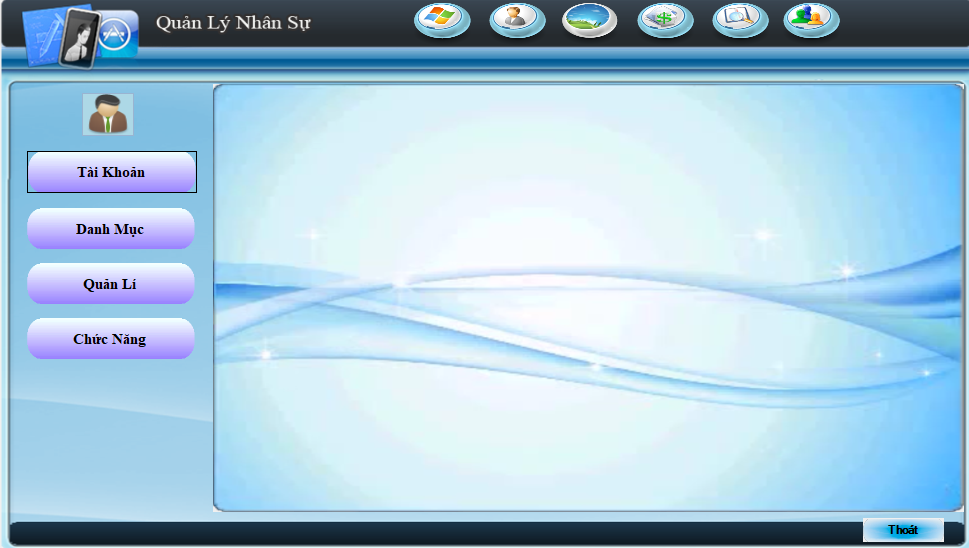 Quản Lý Nhân Sự
Tài Khoản
Danh Mục
Quản Lí
Chức Năng
Thoát